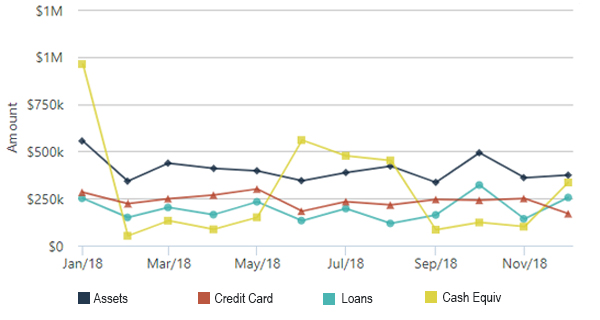 $1M
$1M
$750k
$500k
$250k
$0
Amount
Jan/18 Mar/18 May/18 Jul/18 Sep/18 Nov/18
Assets Credit Card Loans Cash Equiv